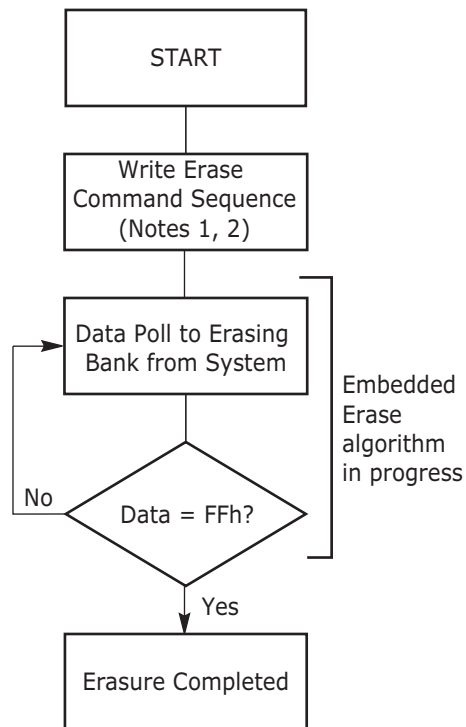 START
Write Erase
Command Sequence
(Notes 1, 2)
Data Poll to Erasing
Bank from System
Embedded
Erase
algorithm
in progress
No
Data = FFh?
Yes
Erasure Completed